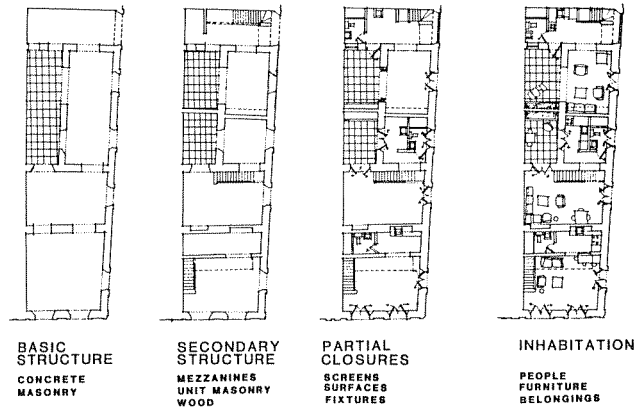 BASIC
STRUCTURE
CONCRETE
MASONRY
SECONDARY
STRUCTURE
MEZZANINES
UNIT MASONRY
WOOD
PARTIAL
CLOSURES
SCREENS
SURFACES
FIXTURES
INHABITATION
PEOPLE
FURNITURE
BELONGINGS